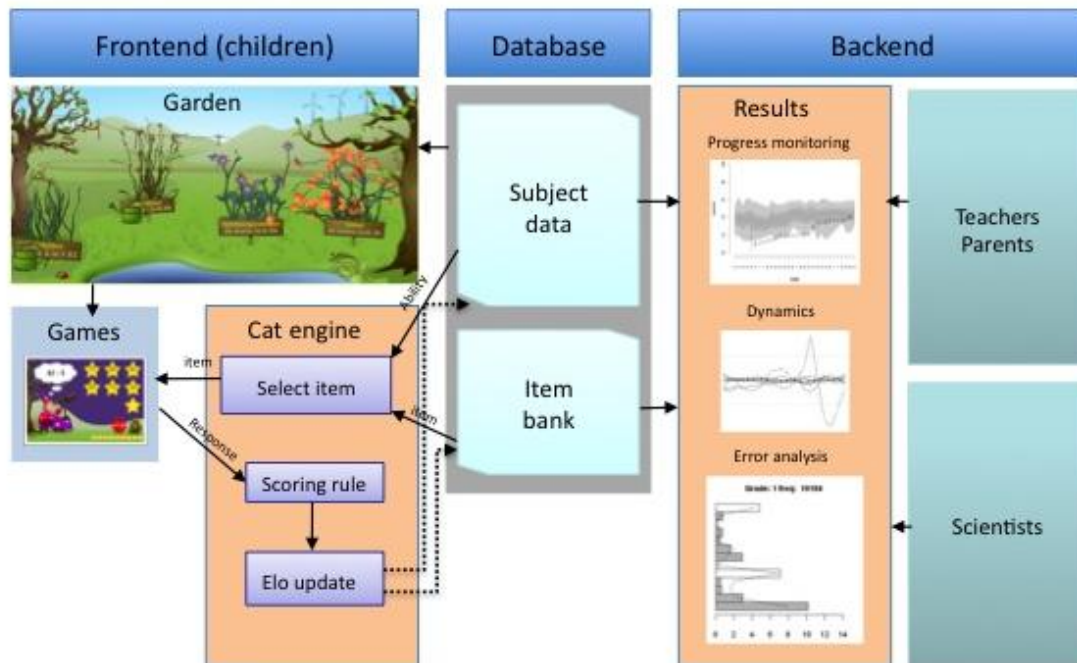 Frontend (children)
Database
Backend
Garden
Games
item
Response
Cat engine
Ability
Select item
item
Scoring rule
Elo update
Subject
data
Item
bank
Results
Progress monitoring
Dynamics
Error analysis
0 2 4 6 8 10 12 14
Teachers
Parents
Scientists